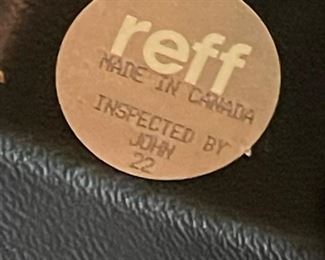 reff
MADE IN CANADA
INSPECTED BY
JOHN
22